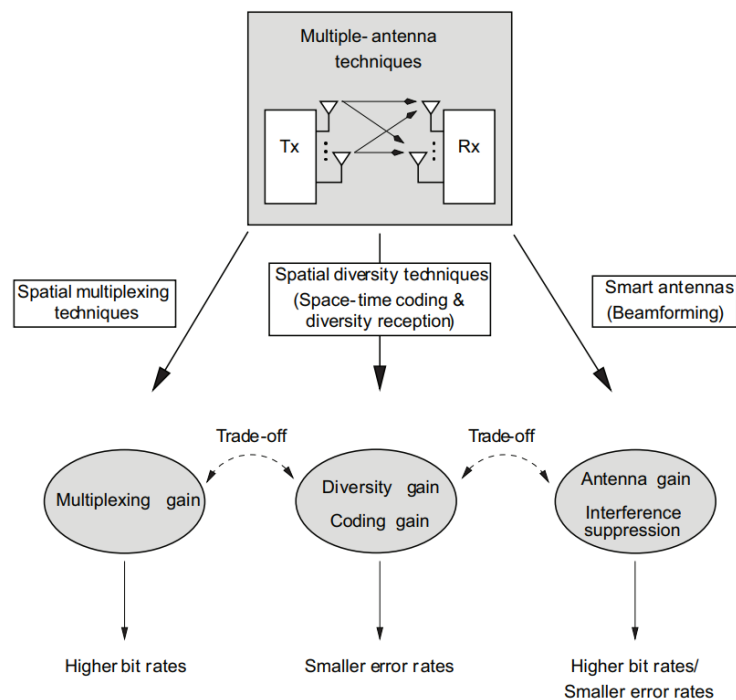 Multiple- antenna
techniques
Tx
Rx
Spatial multiplexing
techniques
Spatial diversity techniques
(Space-time coding &
diversity reception)
Smart antennas
(Beamforming)
Trade-off
Trade-off
Multiplexing gain
Diversity gain
Coding gain
Antenna gain
Interference
suppression
Higher bit rates
Smaller error rates
Higher bit rates/
Smaller error rates